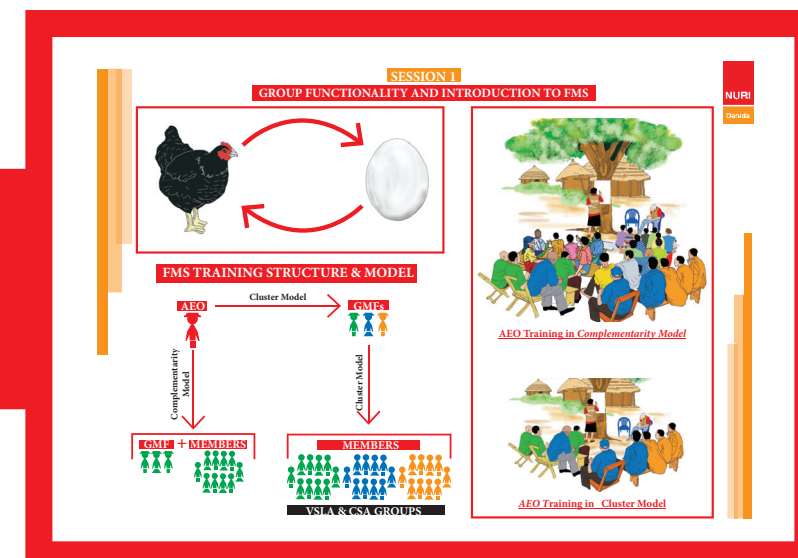 SESSION 1
GROUP FUNCTIONALITY AND INTRODUCTION TO FMS
NURI
Danida
FMS TRAINING STRUCTURE & MODEL
AEO
Cluster Model
GMFs
Complementarity
Model
Cluster Model
GMF + MEMBERS
MEMBERS
VSLA & CSA GROUPS
AEO Training in Complementarity Model
AEO Training in Cluster Model